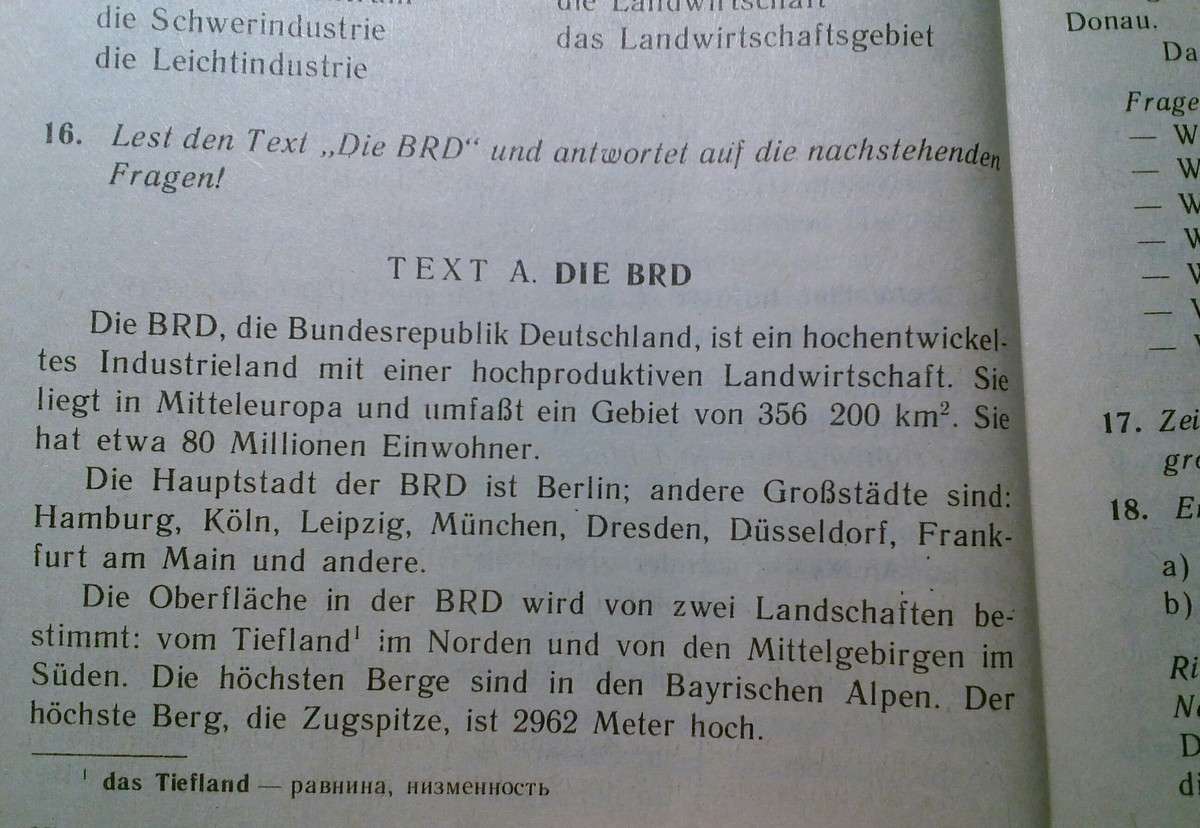 die Schwerindustrie
die Leichtindustrie
die Landwirtschaft
das Landwirtschaftsgebiet
16. Lest den Text „Die BRD“ und antwortet auf die nachstehenden
Fragen!
TEXT A. DIE BRD
Die BRD, die Bundesrepublik Deutschland, ist ein hochentwickel-
tes Industrieland mit einer hochproduktiven Landwirtschaft. Sie
liegt in Mitteleuropa und umfaßt ein Gebiet von 356 200 km². Sie
hat etwa 80 Millionen Einwohner.
Die Hauptstadt der BRD ist Berlin; andere Großstädte sind:
Hamburg, Köln, Leipzig, München, Dresden, Düsseldorf, Frank-
furt am Main und andere.
Die Oberfläche in der BRD wird von zwei Landschaften be-
stimmt: vom Tiefland¹ im Norden und von den Mittelgebirgen im
Süden. Die höchsten Berge sind in den Bayrischen Alpen. Der
höchste Berg, die Zugspitze, ist 2962 Meter hoch.
¹ das Tiefland — равнина, низменность
Donau.
Da
Frage
— W
— W
— W
— W
— W
—
—
17. Zei
gro
18.
a)
b)
Ri
D
di